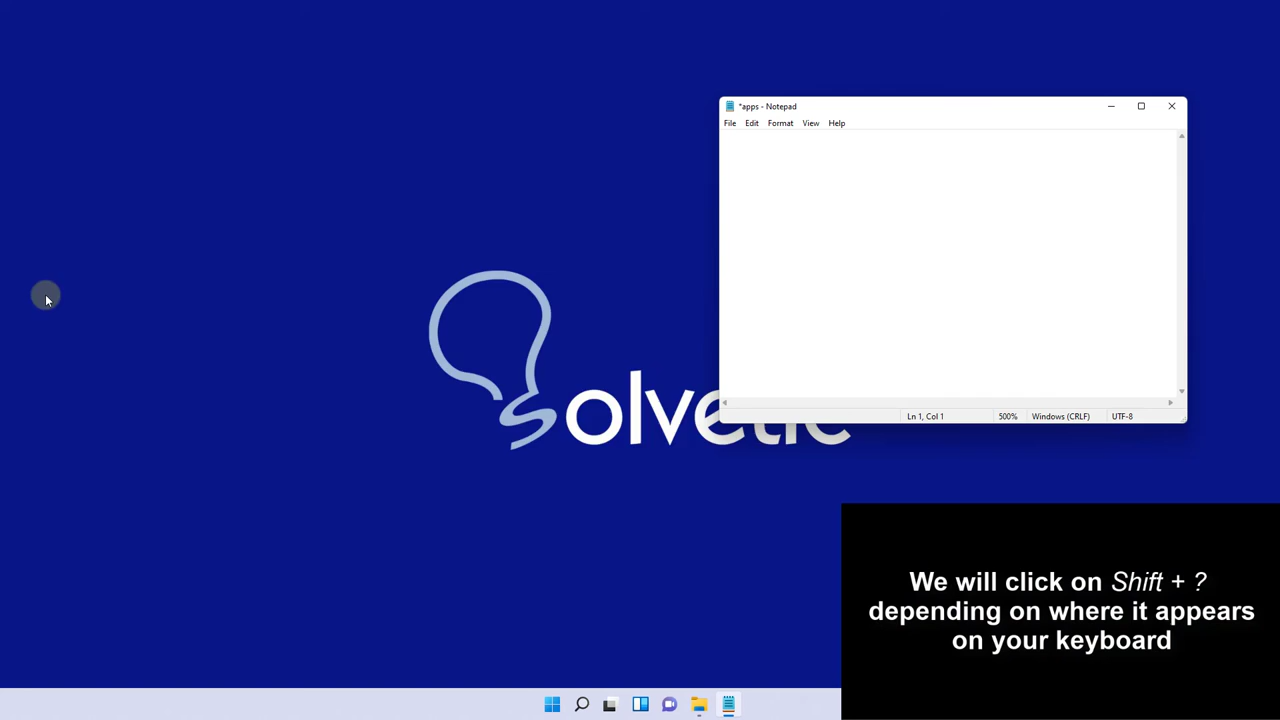 *apps - Notepad
File Edit Format View Help
olvetic
Ln 1, Col 1 500% Windows (CRLF) UTF-8
We will click on Shift + ?
depending on where it appears
on your keyboard